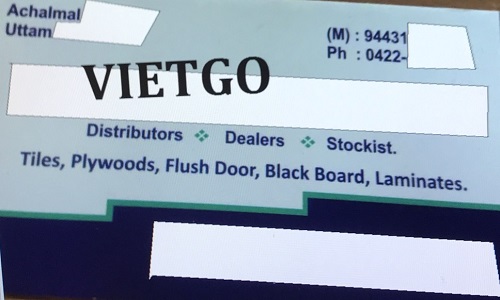 Achalmal
Uttam
(M) : 94431
Ph : 0422-
VIETGO
Distributors ❖ Dealers ❖ Stockist.
Tiles, Plywoods, Flush Door, Black Board, Laminates.